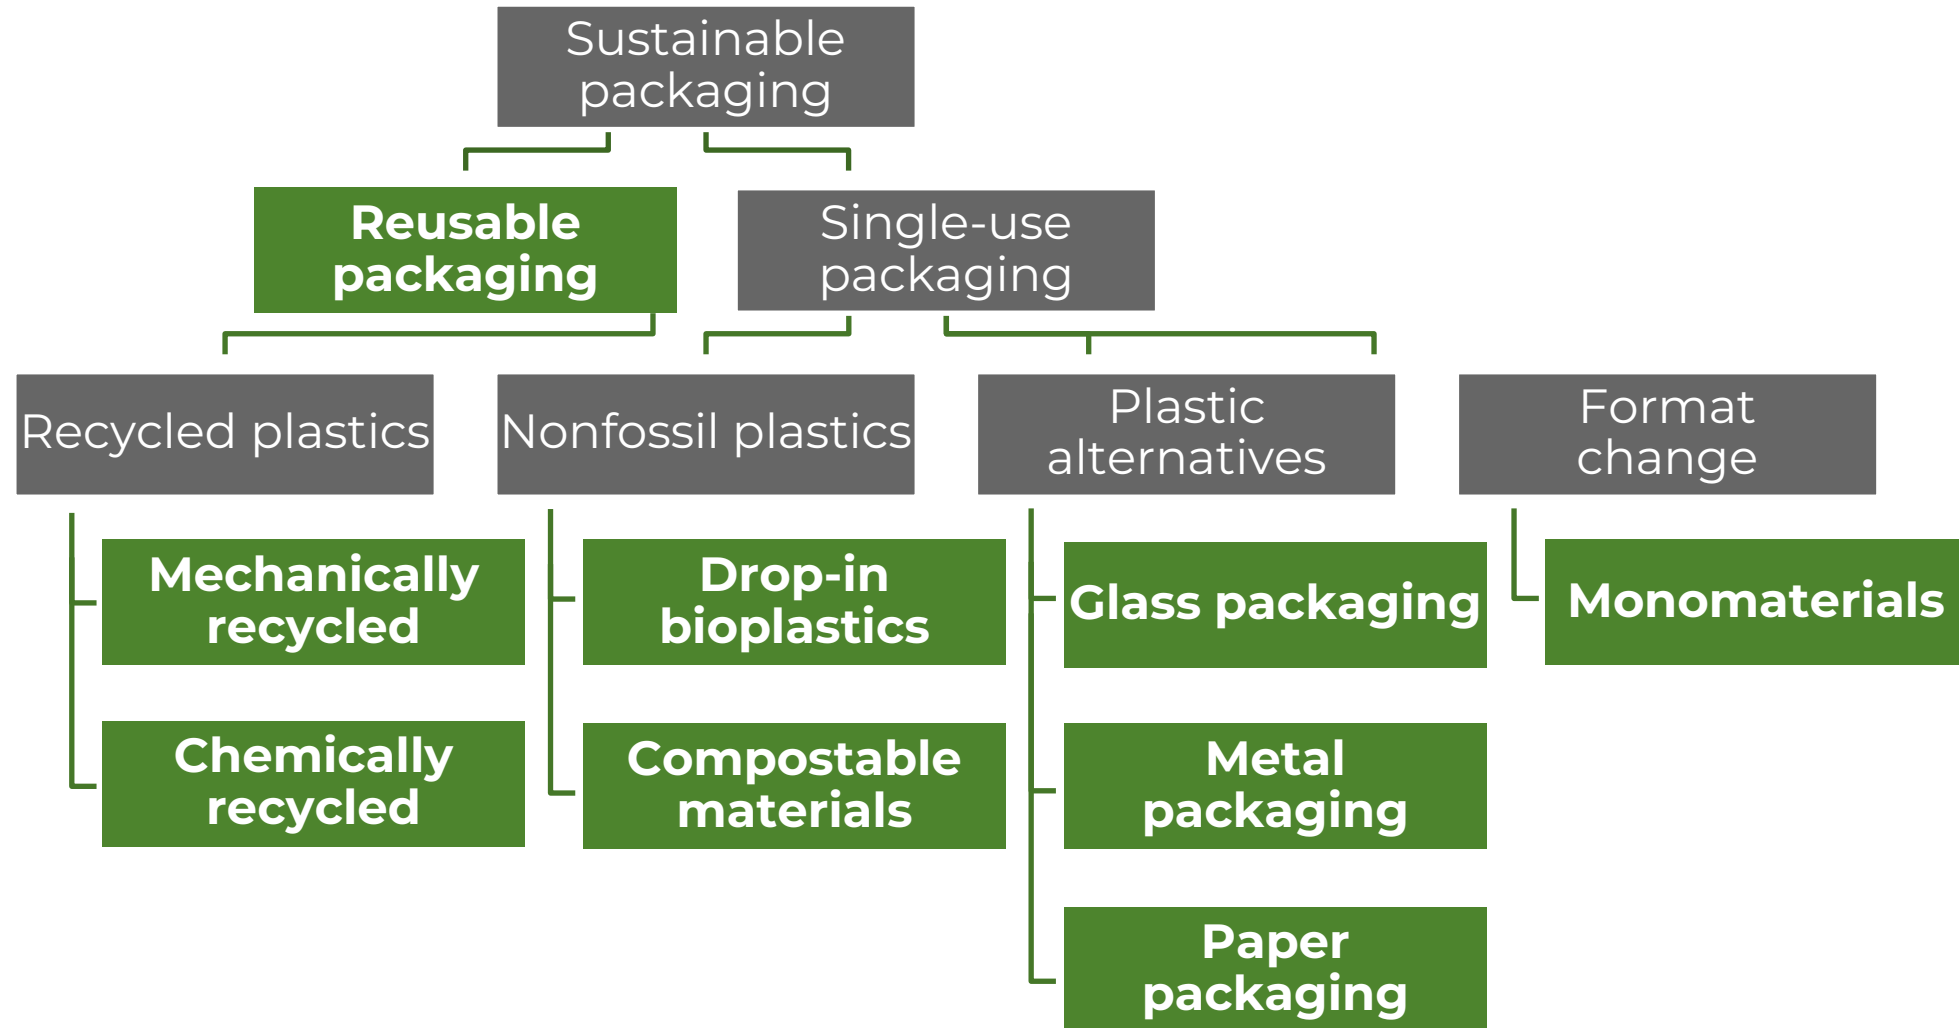 Sustainable
packaging
Reusable
packaging
Single-use
packaging
Recycled plastics
Nonfossil plastics
Plastic
alternatives
Format
change
Mechanically
recycled
Drop-in
bioplastics
Glass packaging
Monomaterials
Chemically
recycled
Compostable
materials
Metal
packaging
Paper
packaging